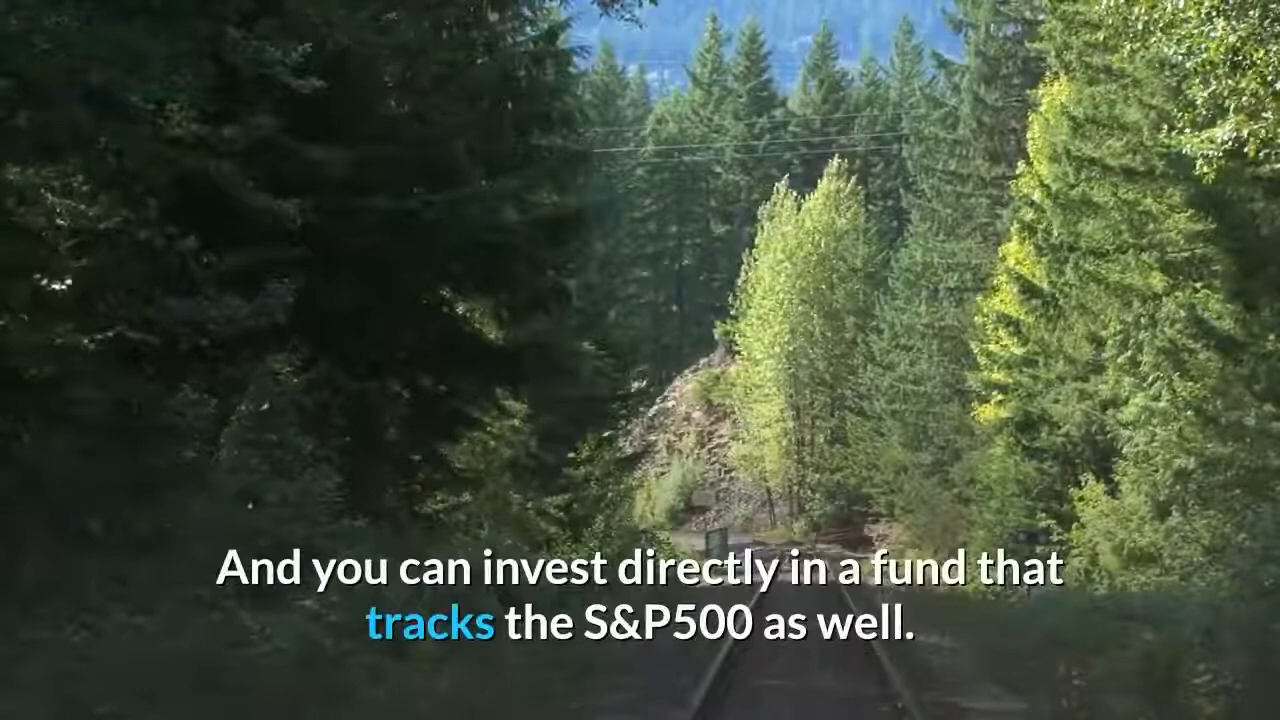 And you can invest directly in a fund that
tracks the S&P500 as well.